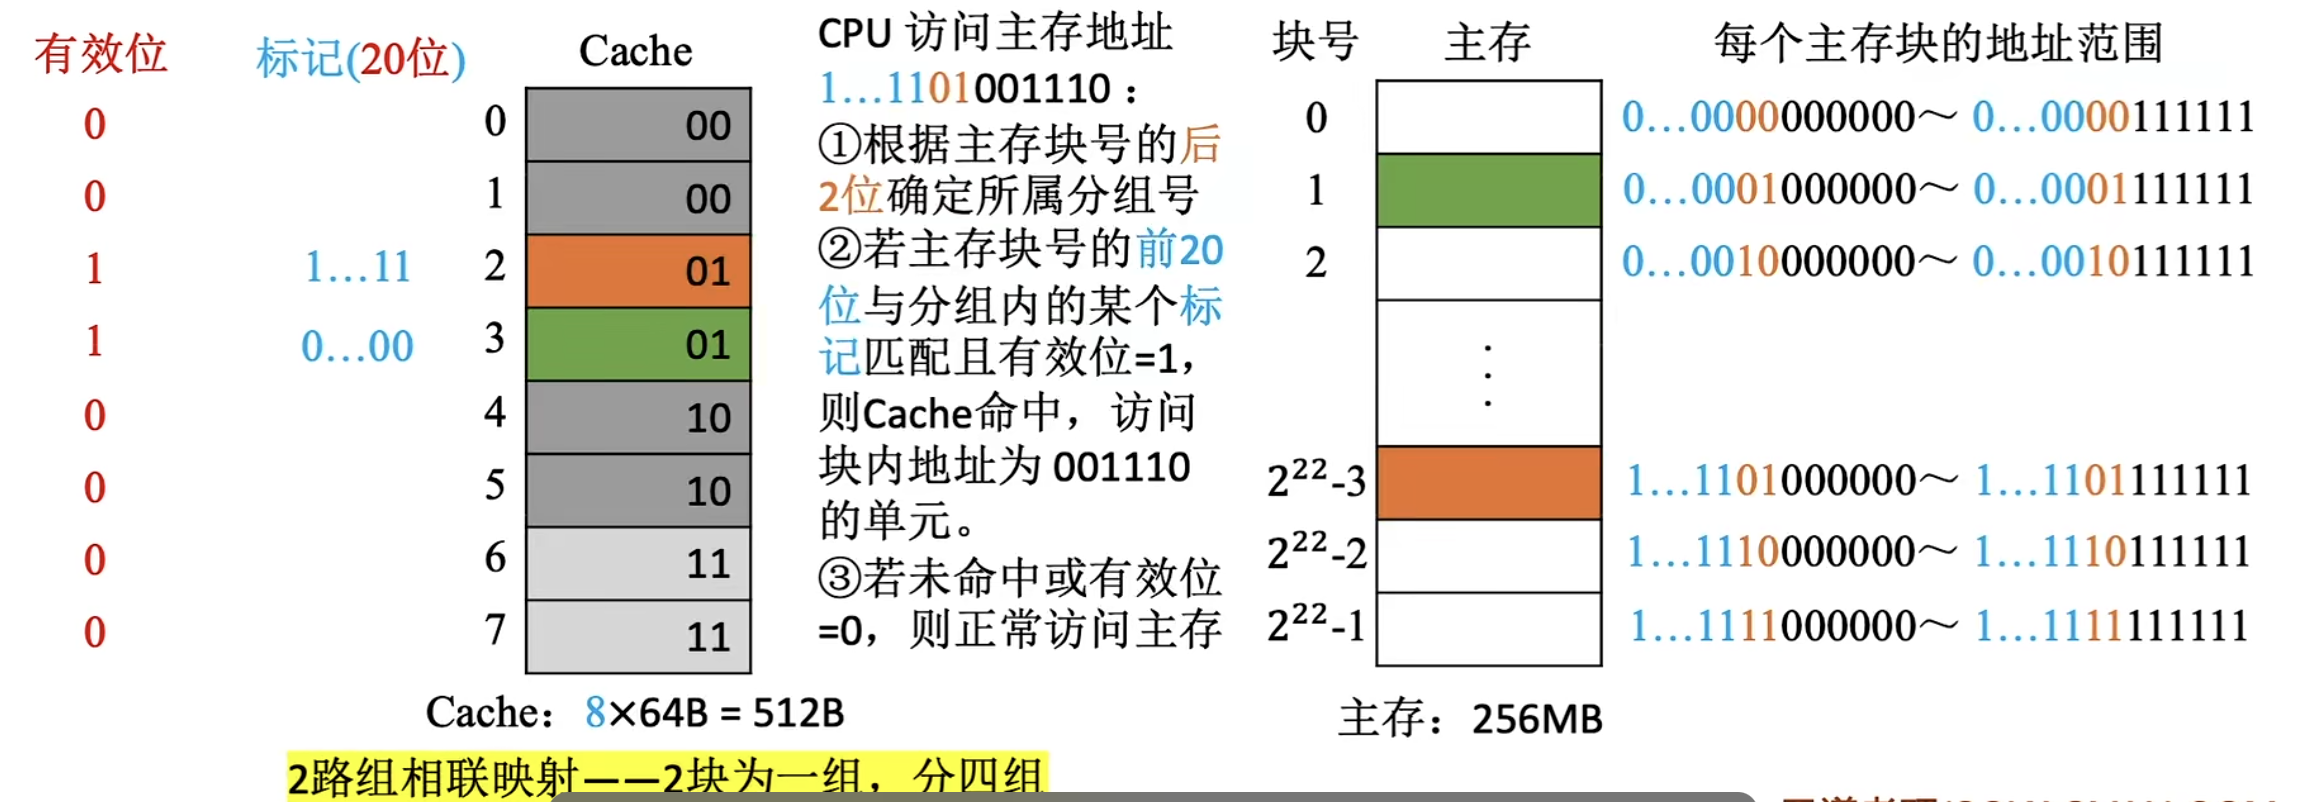 有效位
0
0
1
1
0
0
0
0
标记(20位)
1…11
0…00
Cache
0 00
1 00
2 01
3 01
4 10
5 10
6 11
7 11
Cache：8×64B = 512B
2路组相联映射——2块为一组，分四组
CPU 访问主存地址
1…1101001110：
①根据主存块号的后
2位确定所属分组号
②若主存块号的前20
位与分组内的某个标
记匹配且有效位=1，
则Cache命中，访问
块内地址为 001110
的单元。
③若未命中或有效位
=0，则正常访问主存
块号 主存 每个主存块的地址范围
0 0…0000000000～ 0…0000111111
1 0…0001000000～ 0…0001111111
2 0…0010000000～ 0…0010111111
2²²-3 1…1101000000～ 1…1101111111
2²²-2 1…1110000000～ 1…1110111111
2²²-1 1…1111000000～ 1…1111111111
主存：256MB